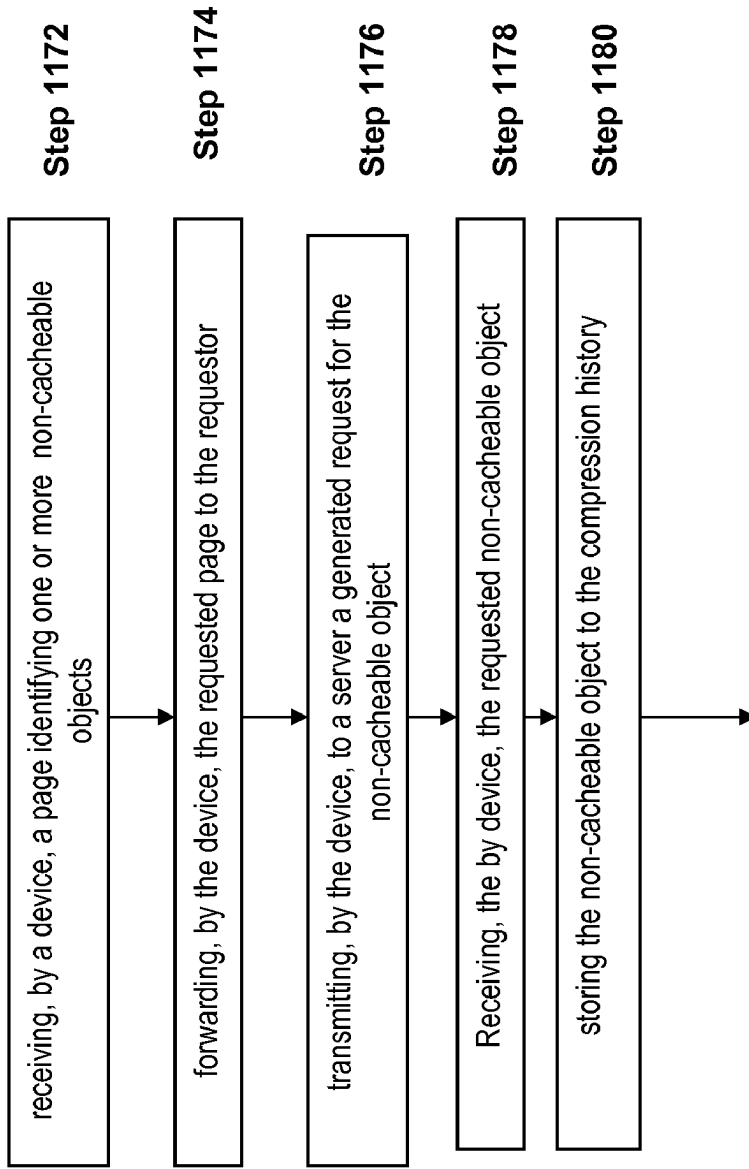 receiving, by a device, a page identifying one or more non-cacheable
objects
Step 1172
forwarding, by the device, the requested page to the requestor
Step 1174
transmitting, by the device, to a server a generated request for the
non-cacheable object
Step 1176
Receiving, the by device, the requested non-cacheable object
Step 1178
storing the non-cacheable object to the compression history
Step 1180